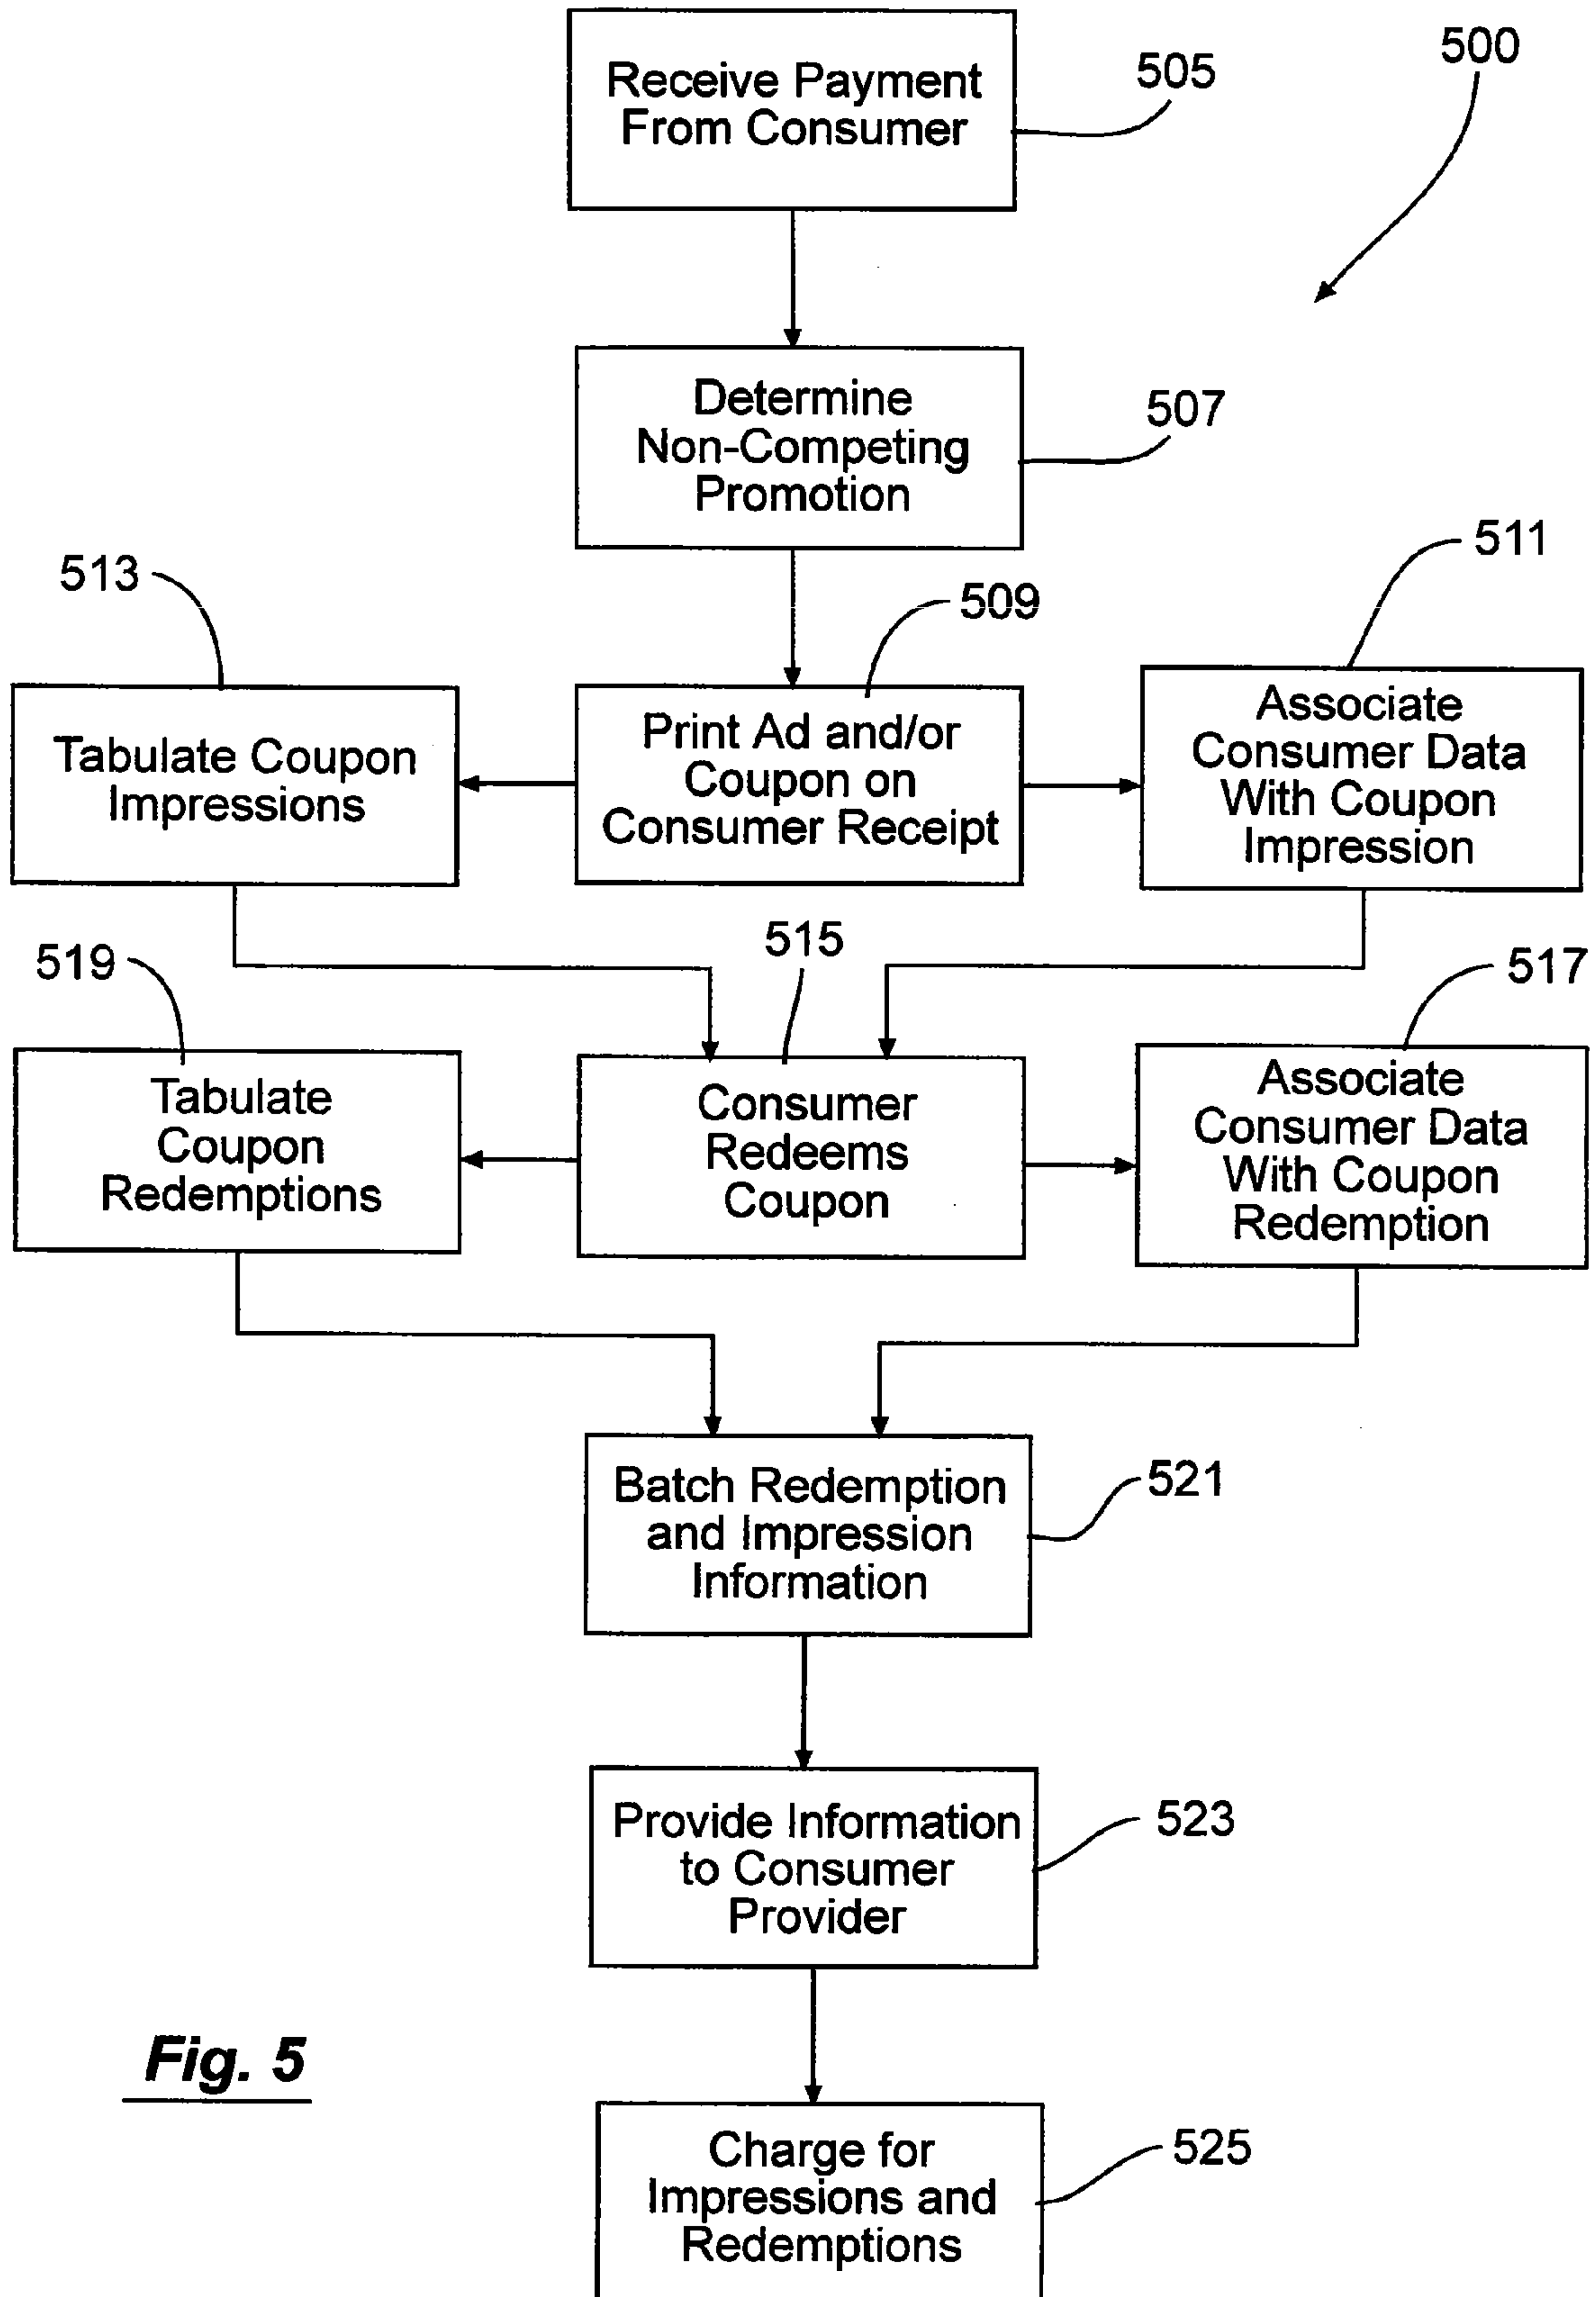 500
Receive Payment
From Consumer
505
Determine
Non-Competing
Promotion
507
513
509
511
Tabulate Coupon
Impressions
Print Ad and/or
Coupon on
Consumer Receipt
Associate
Consumer Data
With Coupon
Impression
519
515
517
Tabulate
Coupon
Redemptions
Consumer
Redeems
Coupon
Associate
Consumer Data
With Coupon
Redemption
Batch Redemption
and Impression
Information
521
Provide Information
to Consumer
Provider
523
Fig. 5
Charge for
Impressions and
Redemptions
525